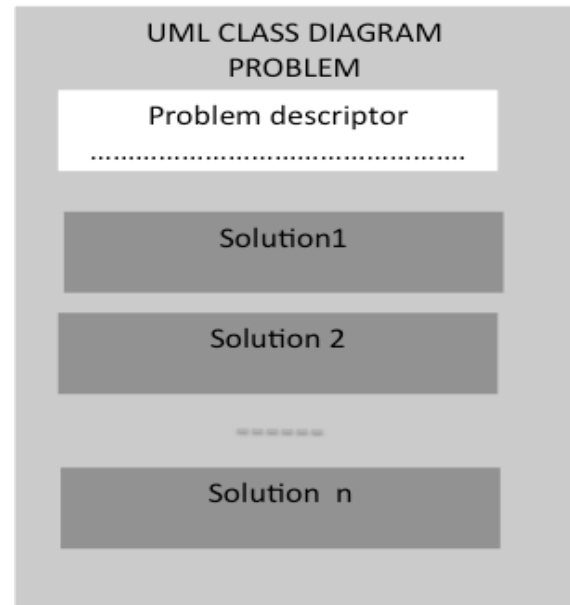 UML CLASS DIAGRAM
PROBLEM
Problem descriptor
................................................
Solution1
Solution 2
------
Solution n